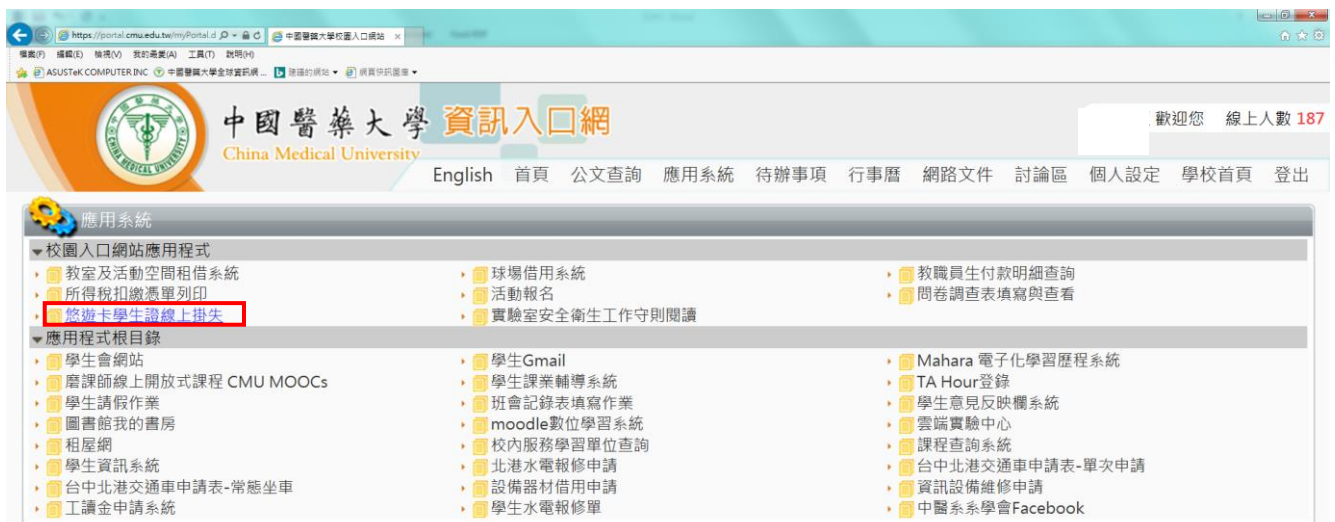 https://portal.cmu.edu.tw/myPortal.d
中國醫藥大學校園入口網站
檔案(F) 編輯(E) 檢視(V) 我的最愛(A) 工具(T) 說明(H)
ASUSTeK COMPUTER INC 中國醫藥大學全球資訊網 ... 建議的網站 網頁快訊圖庫
中國醫藥大學 資訊入口網
China Medical University
歡迎您 線上人數 187
English 首頁 公文查詢 應用系統 待辦事項 行事曆 網路文件 討論區 個人設定 學校首頁 登出
應用系統
校園入口網站應用程式
教室及活動空間租借系統 球場借用系統 教職員生付款明細查詢
所得稅扣繳憑單列印 活動報名 問卷調查表填寫與查看
悠遊卡學生證線上掛失 實驗室安全衛生工作守則閱讀
應用程式根目錄
學生會網站 學生Gmail Mahara 電子化學習歷程系統
磨課師線上開放式課程 CMU MOOCs 學生課業輔導系統 TA Hour登錄
學生請假作業 班會記錄表填寫作業 學生意見反映欄系統
圖書館我的書房 moodle數位學習系統 雲端實驗中心
租屋網 校內服務學習單位查詢 課程查詢系統
學生資訊系統 北港水電報修申請 台中北港交通車申請表-單次申請
台中北港交通車申請表-常態坐車 設備器材借用申請 資訊設備維修申請
工讀金申請系統 學生水電報修單 中醫系系學會Facebook